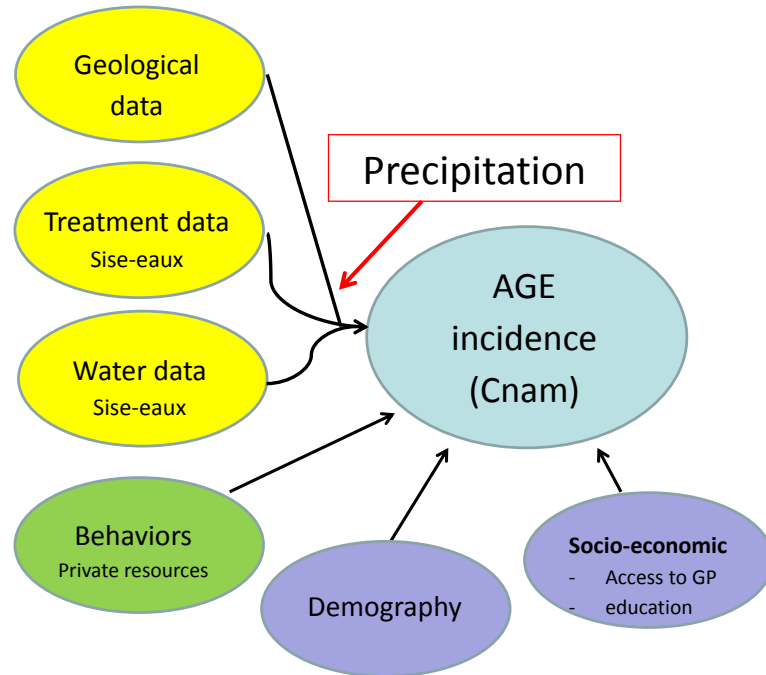 Geological
data
Precipitation
Treatment data
Sise-eaux
AGE
incidence
(Cnam)
Water data
Sise-eaux
Behaviors
Private resources
Demography
Socio-economic
- Access to GP
- education